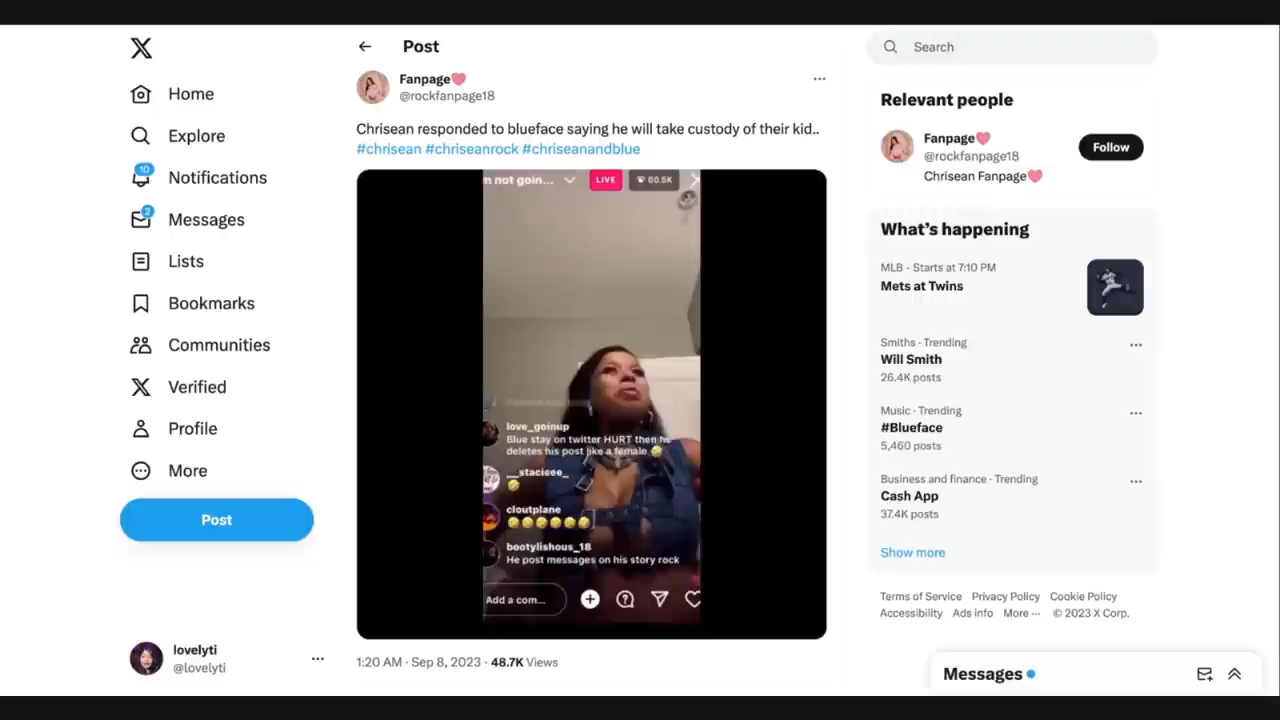 Home
Explore
10
Notifications
2
Messages
Lists
Bookmarks
Communities
Verified
Profile
More
Post
lovelyti
@lovelyti
Post
Fanpage🩷
@rockfanpage18
Chrisean responded to blueface saying he will take custody of their kid..
#chrisean #chriseanrock #chriseanandblue
m not goin...
LIVE
60.5K
love_goinup
Blue stay on twitter HURT then he
deletes his post like a female 🤣
__stacieee_
🤣
cloutplane
🤣🤣🤣🤣🤣🤣
bootylishous_18
He post messages on his story rock
Add a com...
1:20 AM · Sep 8, 2023 · 48.7K Views
Search
Relevant people
Fanpage🩷
@rockfanpage18
Follow
Chrisean Fanpage🩷
What's happening
MLB · Starts at 7:10 PM
Mets at Twins
Smiths · Trending
Will Smith
26.4K posts
Music · Trending
#Blueface
5,460 posts
Business and finance · Trending
Cash App
37.4K posts
Show more
Terms of Service Privacy Policy Cookie Policy
Accessibility Ads info More ··· © 2023 X Corp.
Messages